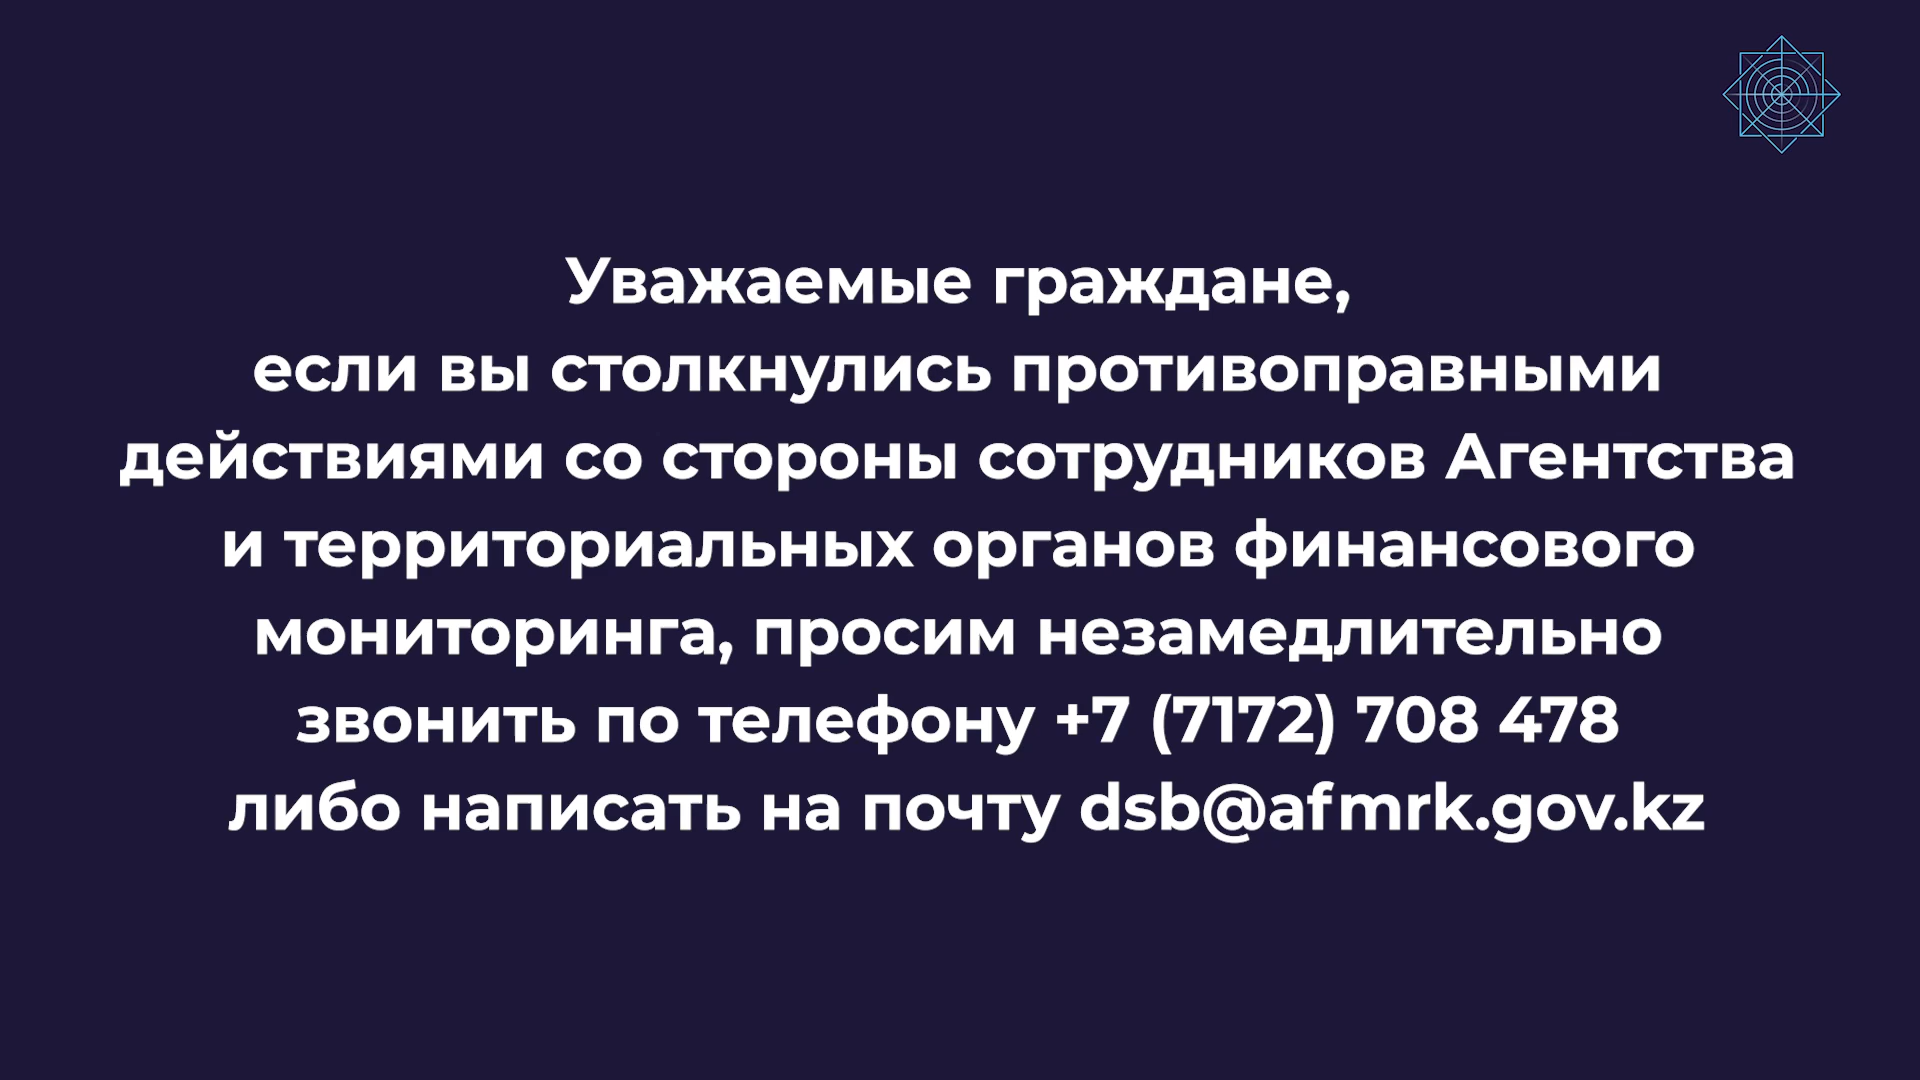 Уважаемые граждане,
если вы столкнулись противоправными
действиями со стороны сотрудников Агентства
и территориальных органов финансового
мониторинга, просим незамедлительно
звонить по телефону +7 (7172) 708 478
либо написать на почту dsb@afmrk.gov.kz